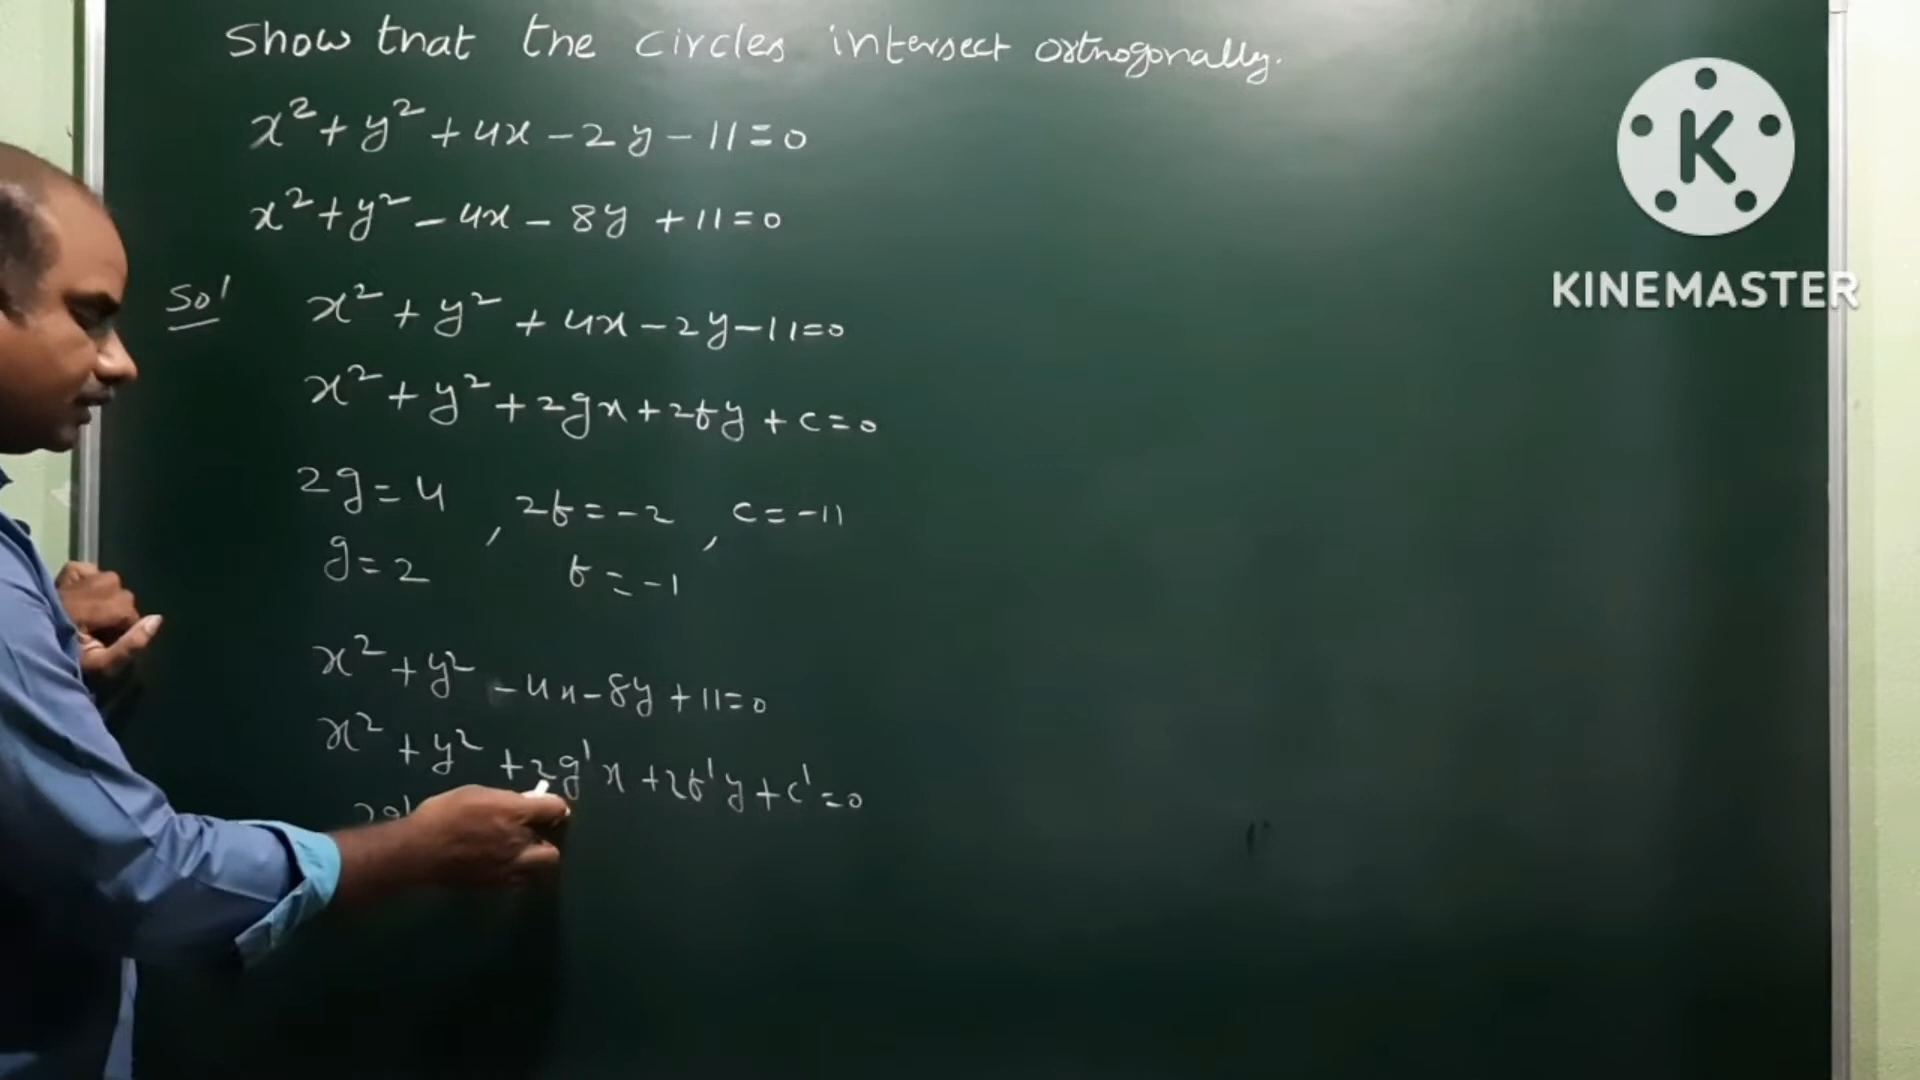 Show that the circles intersect orthogonally.
x² + y² + 4x - 2y - 11 = 0
x² + y² - 4x - 8y + 11 = 0
Sol
x² + y² + 4x - 2y - 11 = 0
x² + y² + 2gx + 2fy + c = 0
2g = 4 , 2f = -2 , c = -11
g = 2 f = -1
x² + y² - 4x - 8y + 11 = 0
x² + y² + 2g'x + 2f'y + c' = 0
2g'
K
KINEMASTER